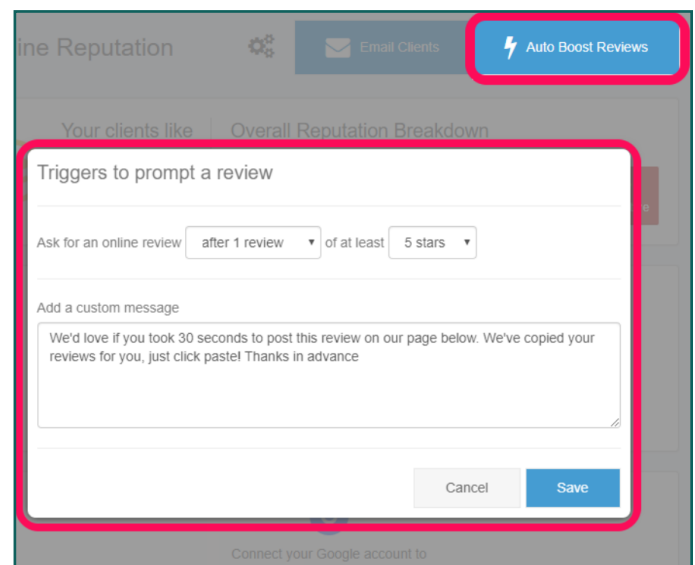 ine Reputation
Email Clients
Auto Boost Reviews
Your clients like
Overall Reputation Breakdown
Triggers to prompt a review
Ask for an online review after 1 review of at least 5 stars
Add a custom message
We'd love if you took 30 seconds to post this review on our page below. We've copied your
reviews for you, just click paste! Thanks in advance
Cancel
Save
Connect your Google account to